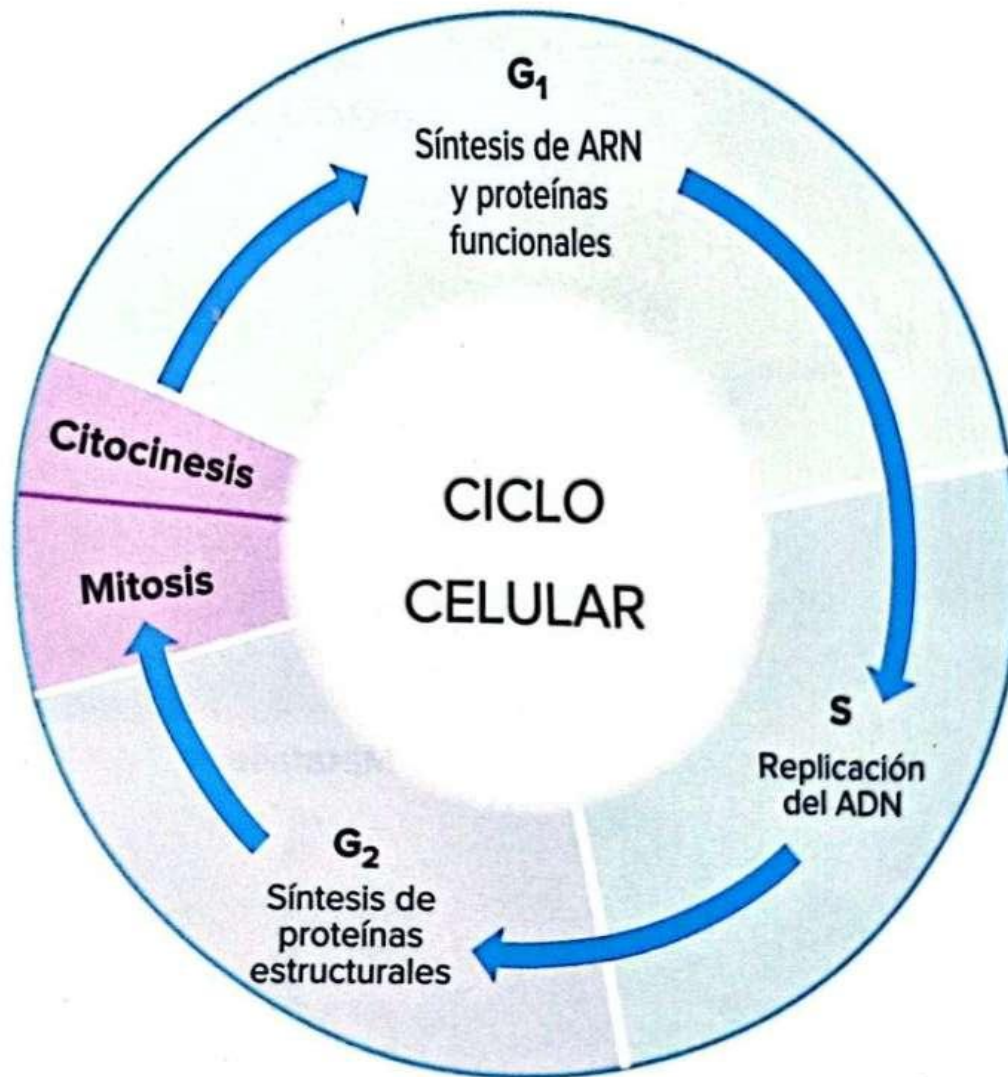 G₁
Síntesis de ARN
y proteínas
funcionales
Citocinesis
Mitosis
CICLO
CELULAR
S
Replicación
del ADN
G₂
Síntesis de
proteínas
estructurales